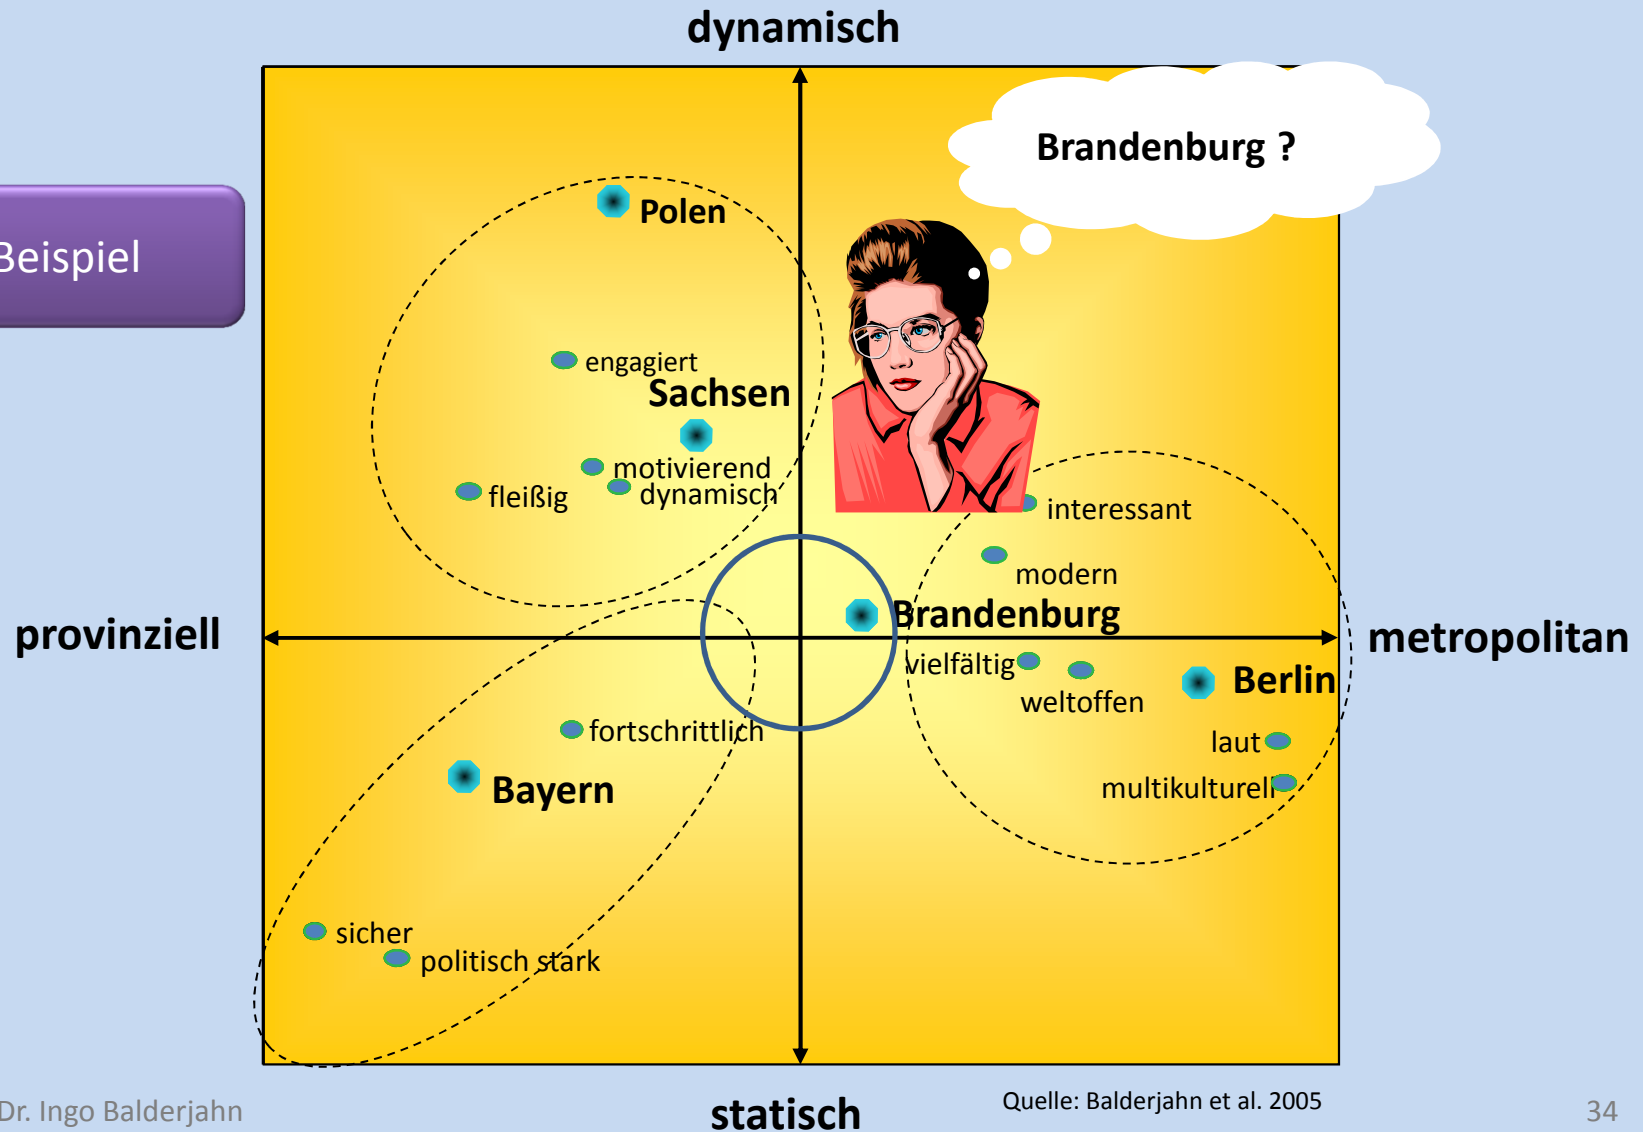 dynamisch
Brandenburg ?
Beispiel
Polen
engagiert
Sachsen
motivierend
dynamisch
fleißig
interessant
modern
Brandenburg
provinziell
metropolitan
vielfältig
weltoffen
Berlin
fortschrittlich
laut
Bayern
multikulturell
sicher
politisch stark
Dr. Ingo Balderjahn
statisch
Quelle: Balderjahn et al. 2005
34